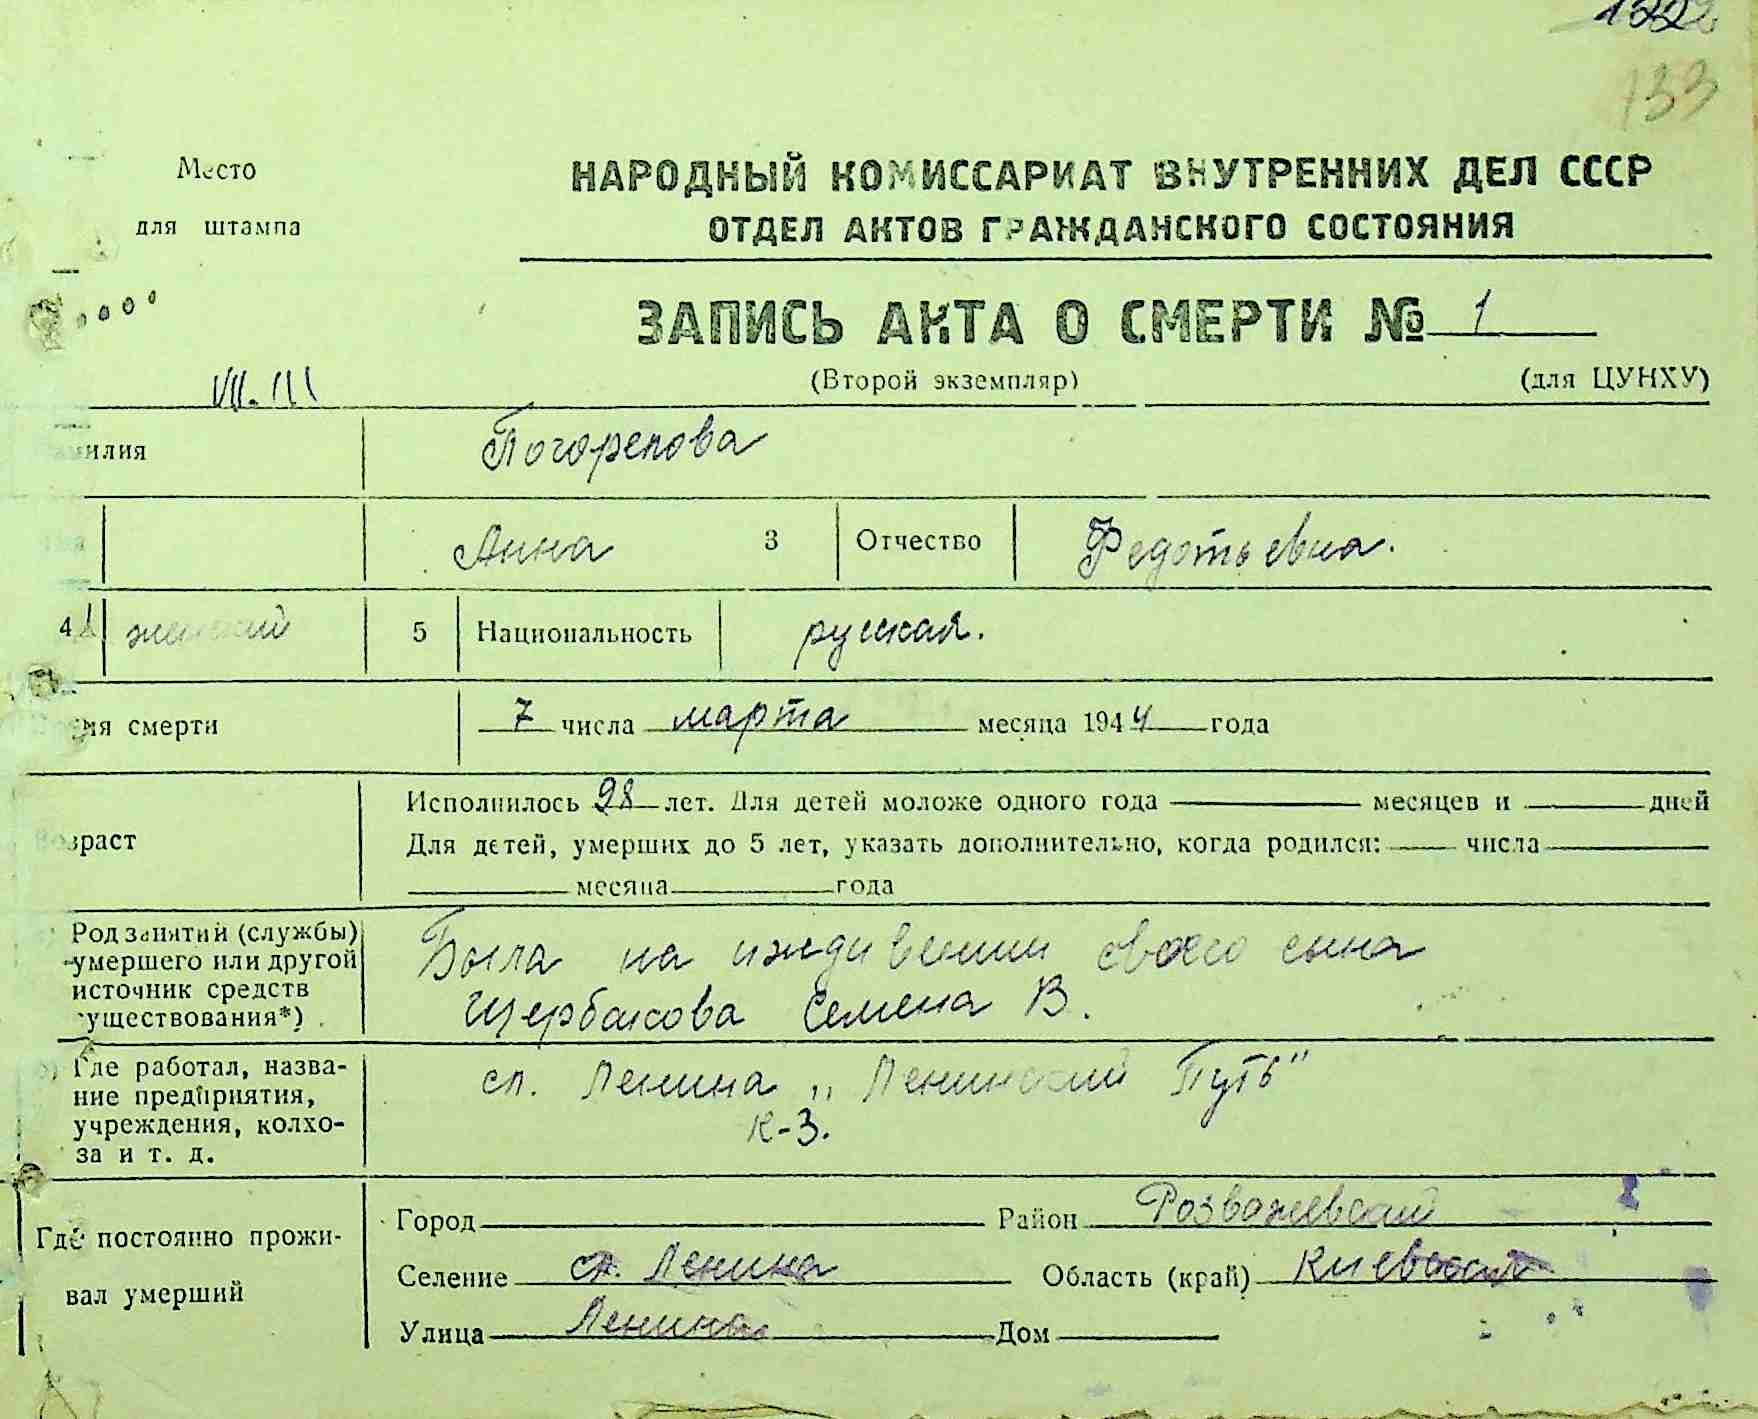 133
Место
для штампа
НАРОДНЫЙ КОМИССАРИАТ ВНУТРЕННИХ ДЕЛ СССР
ОТДЕЛ АКТОВ ГРАЖДАНСКОГО СОСТОЯНИЯ
ЗАПИСЬ АКТА О СМЕРТИ № 1
VII. III
(Второй экземпляр) (для ЦУНХУ)
милия Погорелова
Анна 3 Отчество Федотьевна.
4 женский 5 Национальность русская.
мя смерти 7 числа марта месяца 1944 года
Возраст Исполнилось 98 лет. Для детей моложе одного года месяцев и дней
Для детей, умерших до 5 лет, указать дополнительно, когда родился: числа
месяца года
Род занятий (службы) умершего или другой источник средств существования*) Была на иждивении своего сына
Щербакова Семена В.
Где работал, назва-
ние предприятия,
учреждения, колхо-
за и т. д.
сл. Ленина „Ленинский Путь"
к-з.
Где постоянно прожи-
вал умерший
Город Район Розважевский
Селение сл. Ленина Область (край) Киевская
Улица Ленина Дом